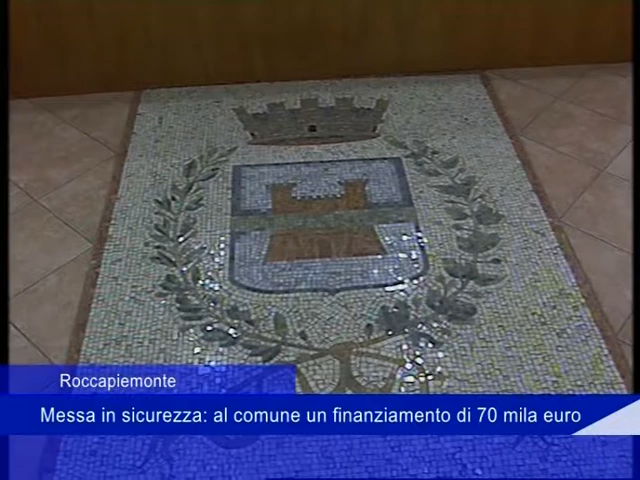 Roccapiemonte
Messa in sicurezza: al comune un finanziamento di 70 mila euro